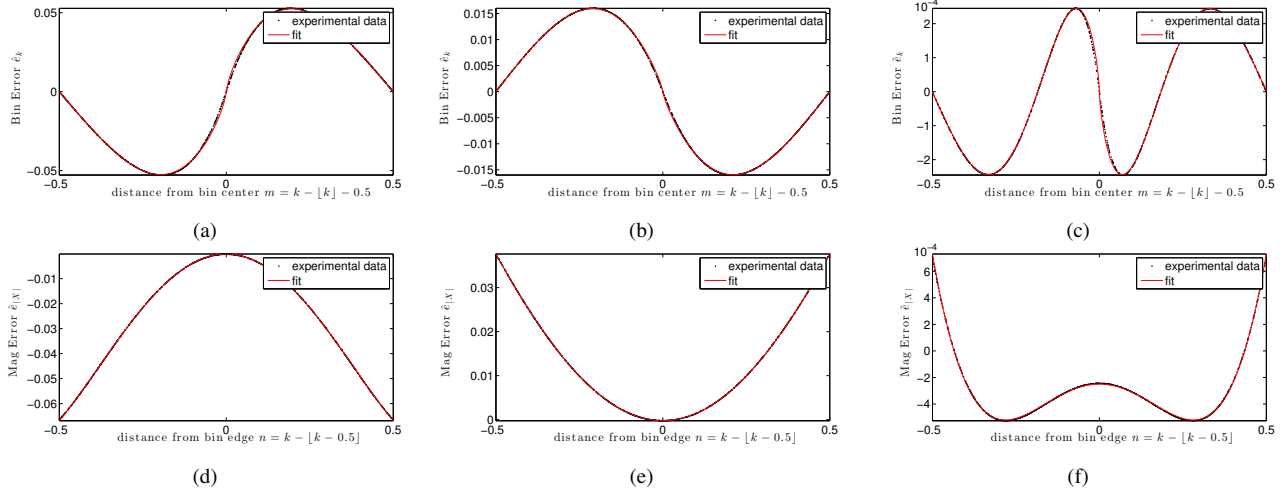 0.05
0
−0.05
−0.5
0
0.5
Bin Error ê_k
distance from bin center m = k − ⌊k⌋ − 0.5
experimental data
fit
(a)
0.015
0.01
0.005
0
−0.005
−0.01
−0.015
−0.5
0
0.5
Bin Error ê_k
distance from bin center m = k − ⌊k⌋ − 0.5
experimental data
fit
(b)
10⁻⁴
2
1
0
−1
−2
−0.5
0
0.5
Bin Error ê_k
distance from bin center m = k − ⌊k⌋ − 0.5
experimental data
fit
(c)
−0.01
−0.02
−0.03
−0.04
−0.05
−0.06
−0.5
0
0.5
Mag Error ê_|X|
distance from bin edge n = k − ⌊k − 0.5⌋
experimental data
fit
(d)
0.03
0.02
0.01
0
−0.5
0
0.5
Mag Error ê_|X|
distance from bin edge n = k − ⌊k − 0.5⌋
experimental data
fit
(e)
10⁻⁴
6
4
2
0
−2
−4
−0.5
0
0.5
Mag Error ê_|X|
distance from bin edge n = k − ⌊k − 0.5⌋
experimental data
fit
(f)